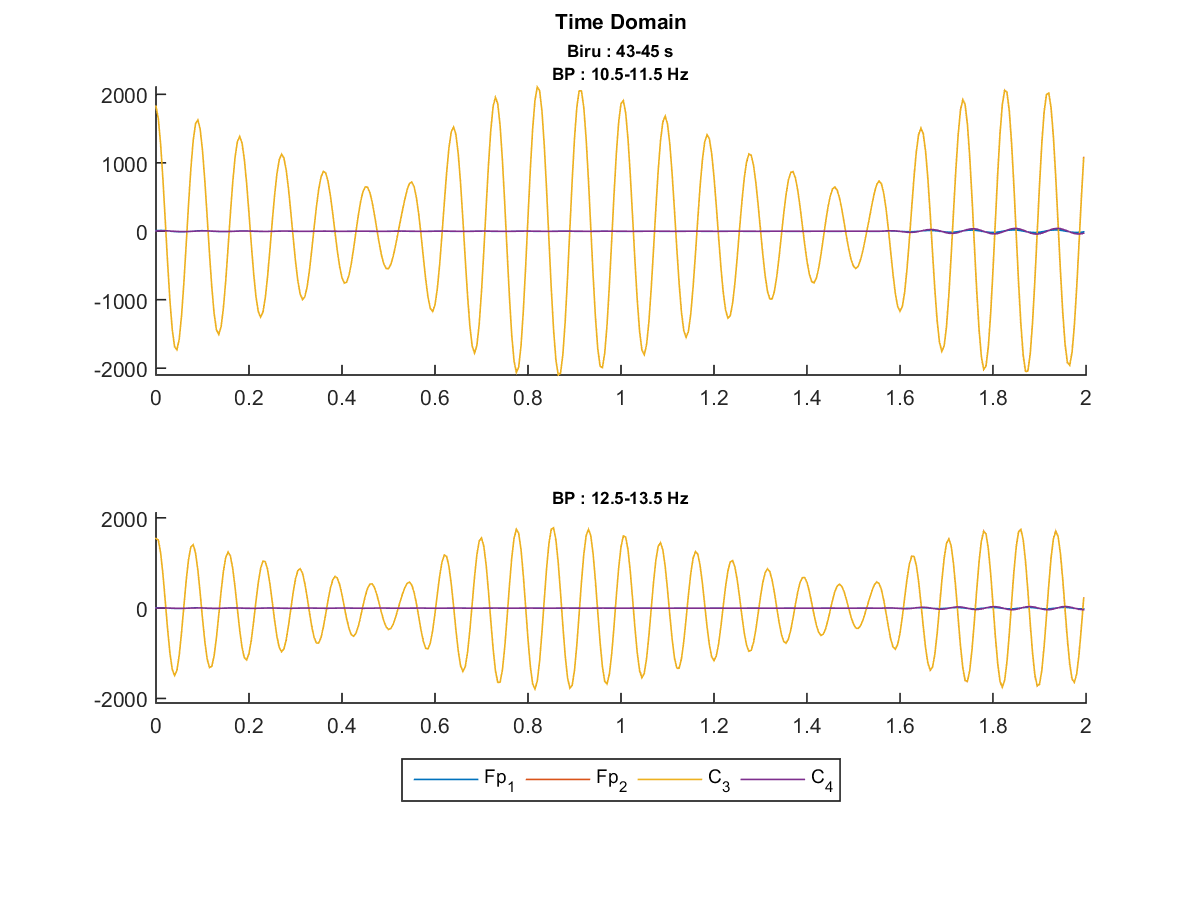 Time Domain
Biru : 43-45 s
BP : 10.5-11.5 Hz
2000
1000
0
-1000
-2000
0 0.2 0.4 0.6 0.8 1 1.2 1.4 1.6 1.8 2
BP : 12.5-13.5 Hz
2000
0
-2000
0 0.2 0.4 0.6 0.8 1 1.2 1.4 1.6 1.8 2
Fp1 Fp2 C3 C4